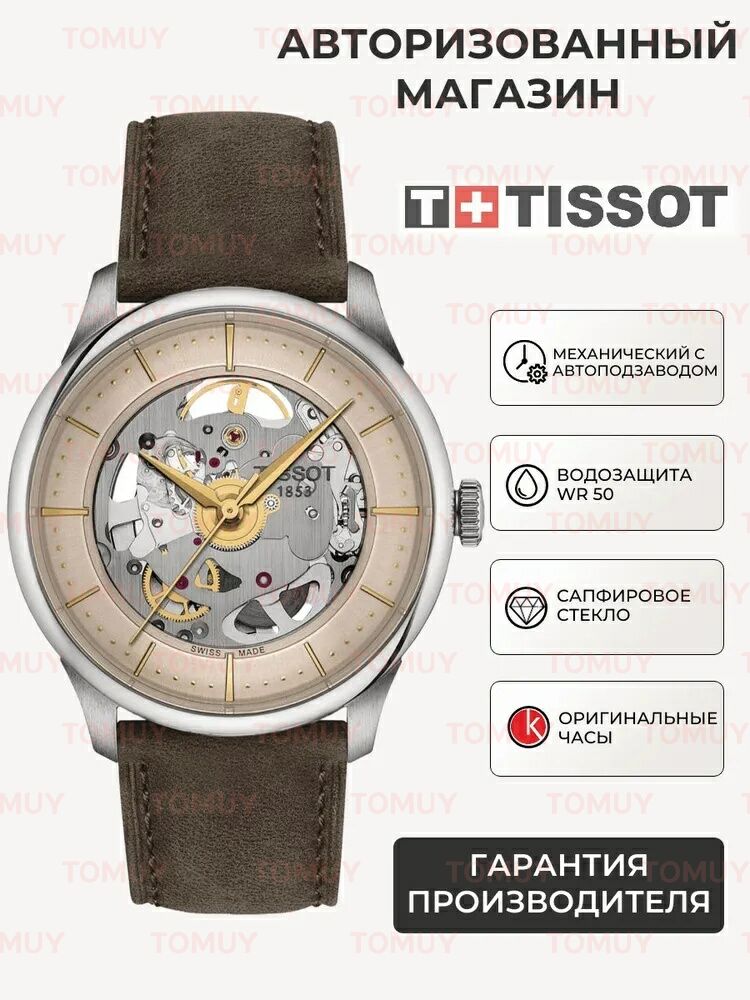 АВТОРИЗОВАННЫЙ
МАГАЗИН
T+TISSOT
МЕХАНИЧЕСКИЙ С
АВТОПОДЗАВОДОМ
ВОДОЗАЩИТА
WR 50
САПФИРОВОЕ
СТЕКЛО
k ОРИГИНАЛЬНЫЕ
ЧАСЫ
ГАРАНТИЯ
ПРОИЗВОДИТЕЛЯ
TISSOT
1853
SWISS MADE
TOMUY